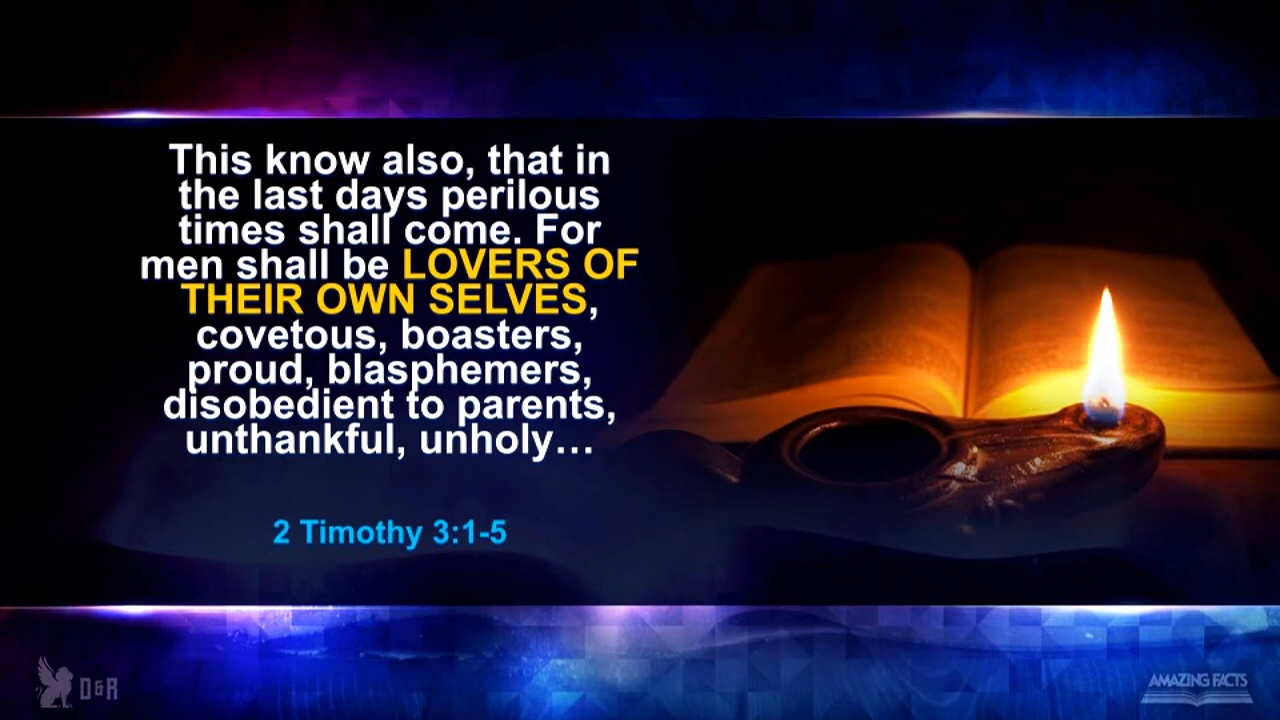 This know also, that in
the last days perilous
times shall come. For
men shall be LOVERS OF
THEIR OWN SELVES,
covetous, boasters,
proud, blasphemers,
disobedient to parents,
unthankful, unholy…
2 Timothy 3:1-5
D&R
AMAZING FACTS